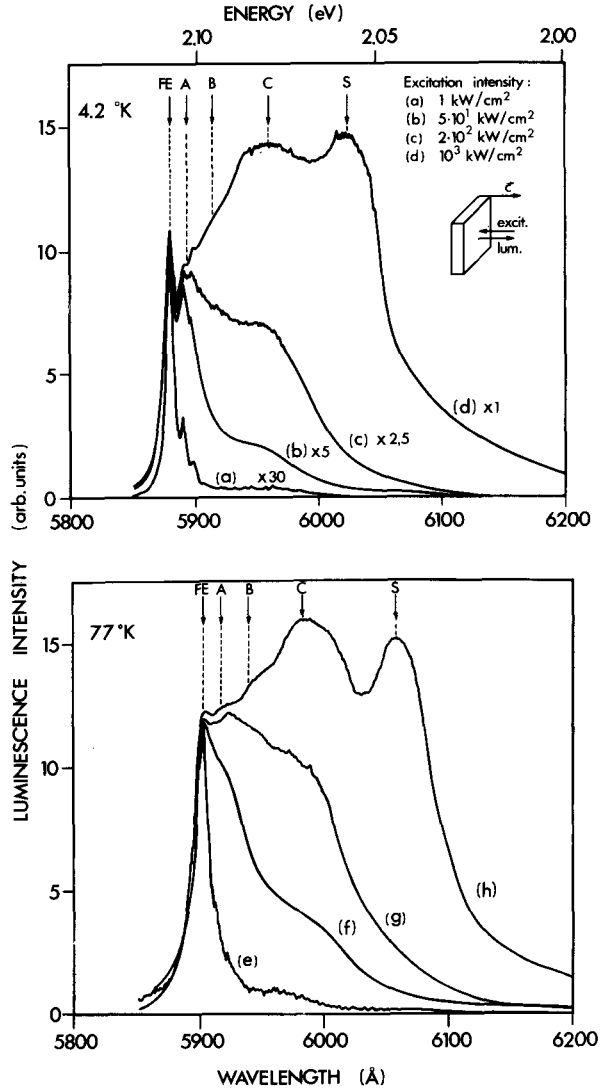 ENERGY (eV)
2.10 2.05 2.00
FE A B C S
4.2 °K
Excitation intensity :
(a) 1 kW/cm²
(b) 5·10¹ kW/cm²
(c) 2·10² kW/cm²
(d) 10³ kW/cm²
excit.
lum.
15
10
5
0
(a) x30
(b) x5
(c) x 2,5
(d) x1
5800 5900 6000 6100 6200
LUMINESCENCE INTENSITY (arb.units)
FE A B C S
77 °K
15
10
5
0
(e)
(f)
(g)
(h)
5800 5900 6000 6100 6200
WAVELENGTH (Å)